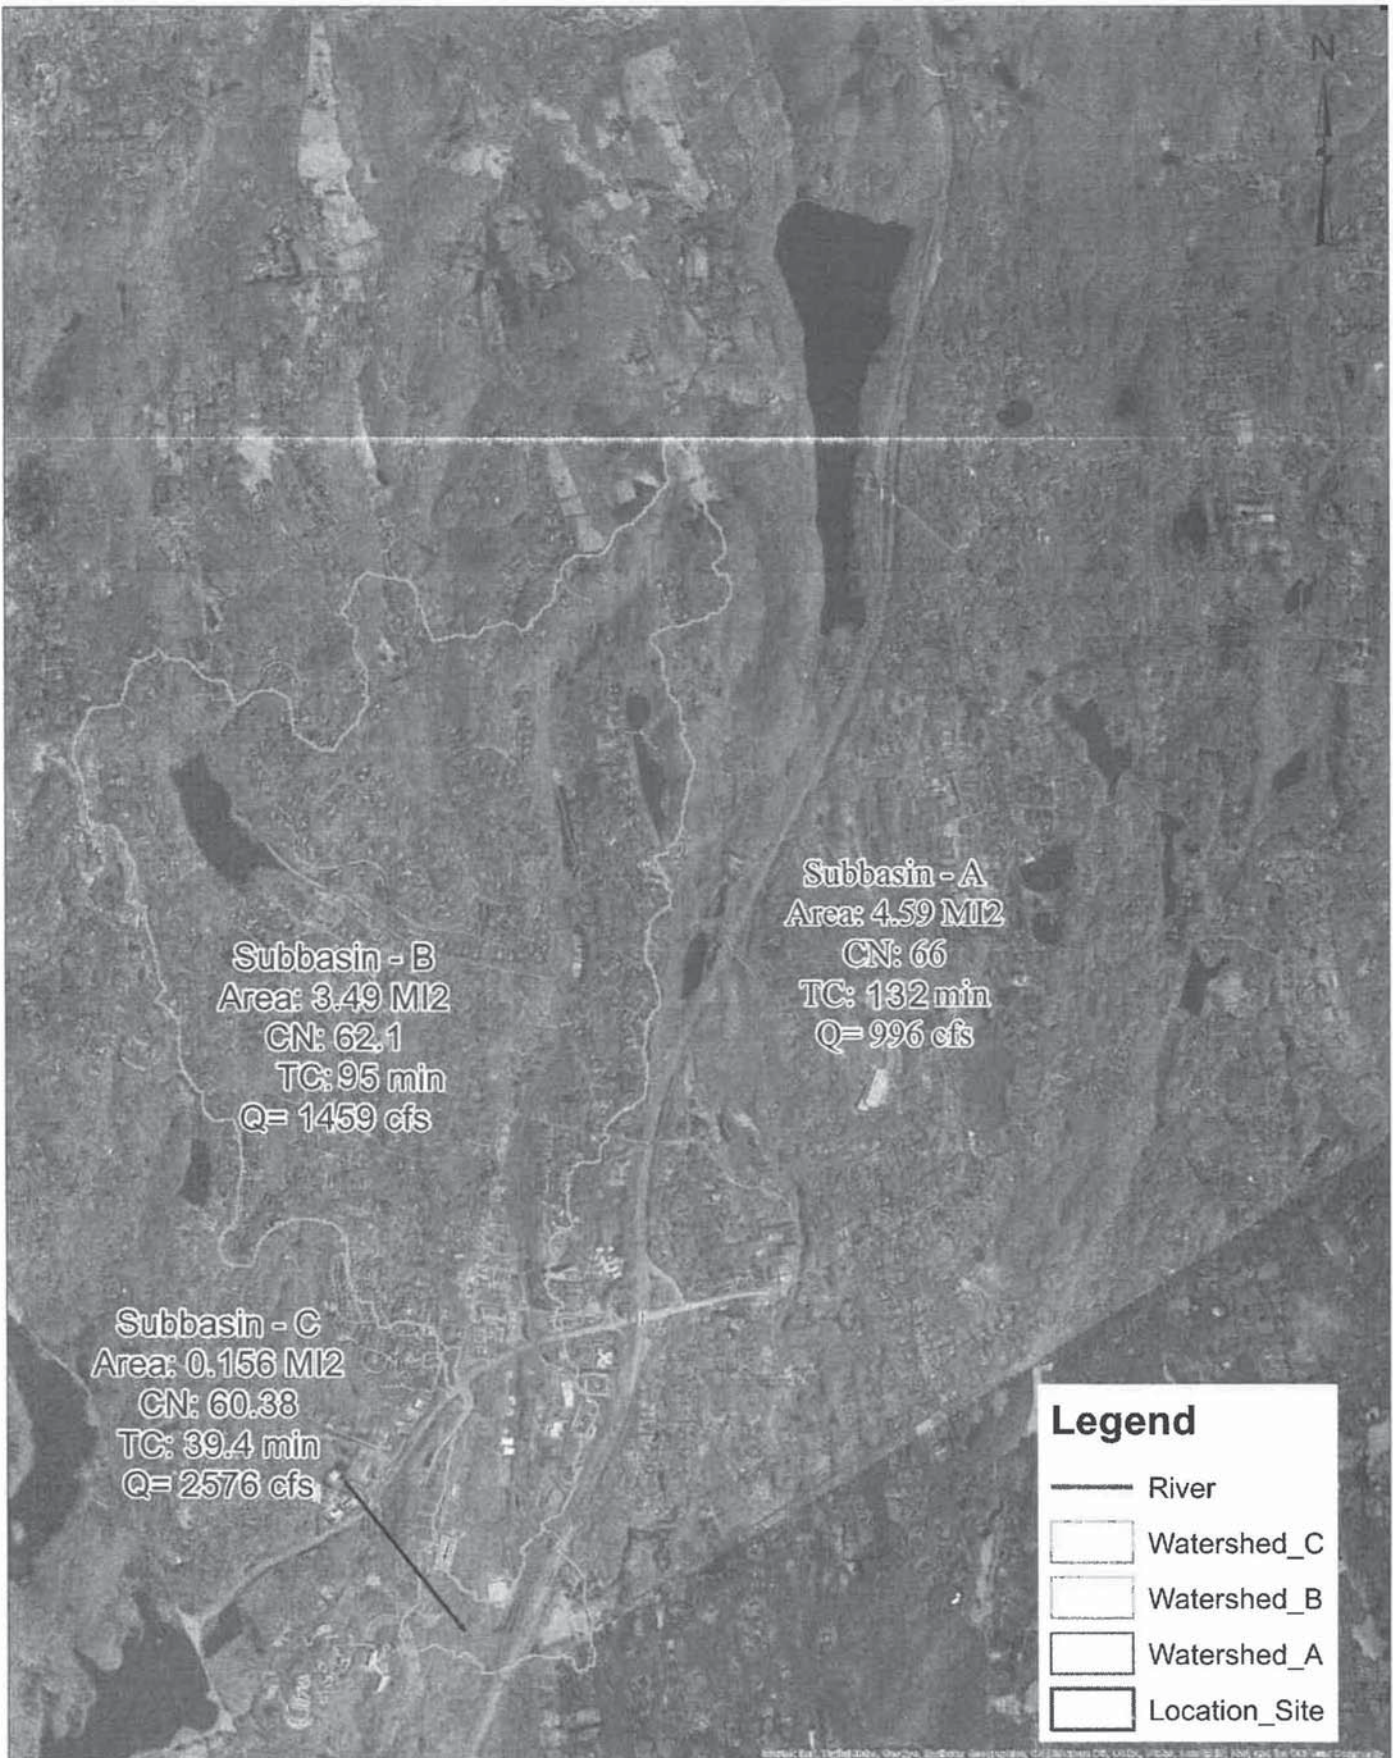 N
Subbasin - A
Area: 4.59 MI2
CN: 66
TC: 132 min
Q= 996 cfs
Subbasin - B
Area: 3.49 MI2
CN: 62.1
TC: 95 min
Q= 1459 cfs
Subbasin - C
Area: 0.156 MI2
CN: 60.38
TC: 39.4 min
Q= 2576 cfs
Legend
River
Watershed_C
Watershed_B
Watershed_A
Location_Site